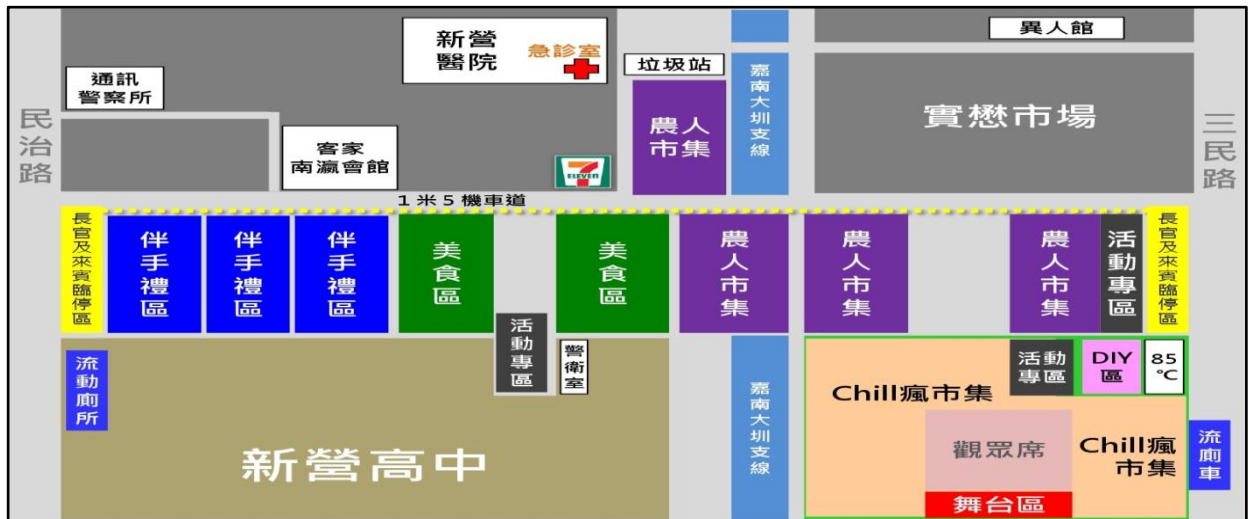 新營
醫院
急診室
異人館
通訊
警察所
垃圾站
嘉南大圳支線
民治路
農人
市集
實懋市場
三民路
客家
南瀛會館
7
ELEVEN
1米5機車道
長官及來賓臨停區
伴手禮區
伴手禮區
伴手禮區
美食區
美食區
農人市集
農人市集
農人市集
活動專區
長官及來賓臨停區
流動廁所
活動專區
警衛室
嘉南大圳支線
Chill瘋市集
活動
專區
DIY
區
85
℃
新營高中
觀眾席
Chill瘋
市集
流廁車
舞台區